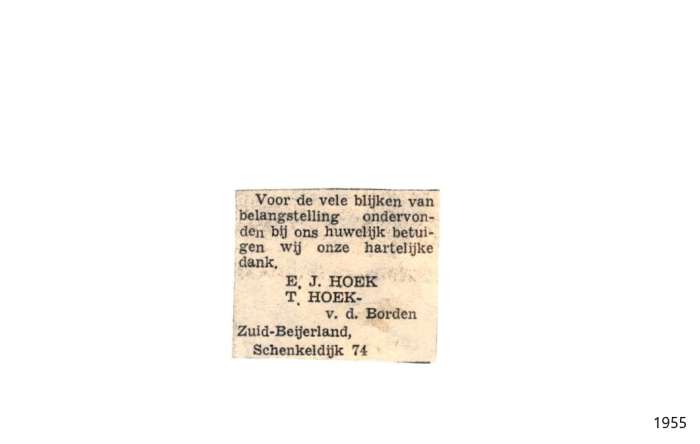 Voor de vele blijken van
belangstelling ondervon-
den bij ons huwelijk betui-
gen wij onze hartelijke
dank.
E. J. HOEK
T. HOEK-
v. d. Borden
Zuid-Beijerland,
Schenkeldijk 74
1955